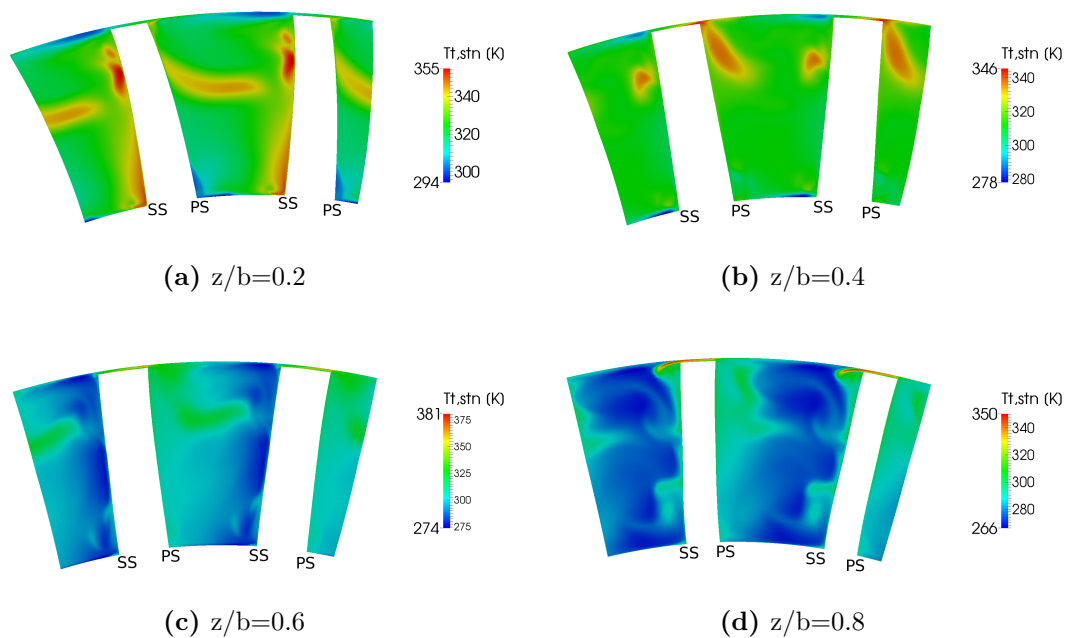 Tt,stn (K)
355
340
320
300
294
SS PS SS PS
(a) z/b=0.2
Tt,stn (K)
346
340
320
300
280
278
SS PS SS PS
(b) z/b=0.4
Tt,stn (K)
381
375
350
325
300
275
274
SS PS SS PS
(c) z/b=0.6
Tt,stn (K)
350
340
320
300
280
266
SS PS SS PS
(d) z/b=0.8